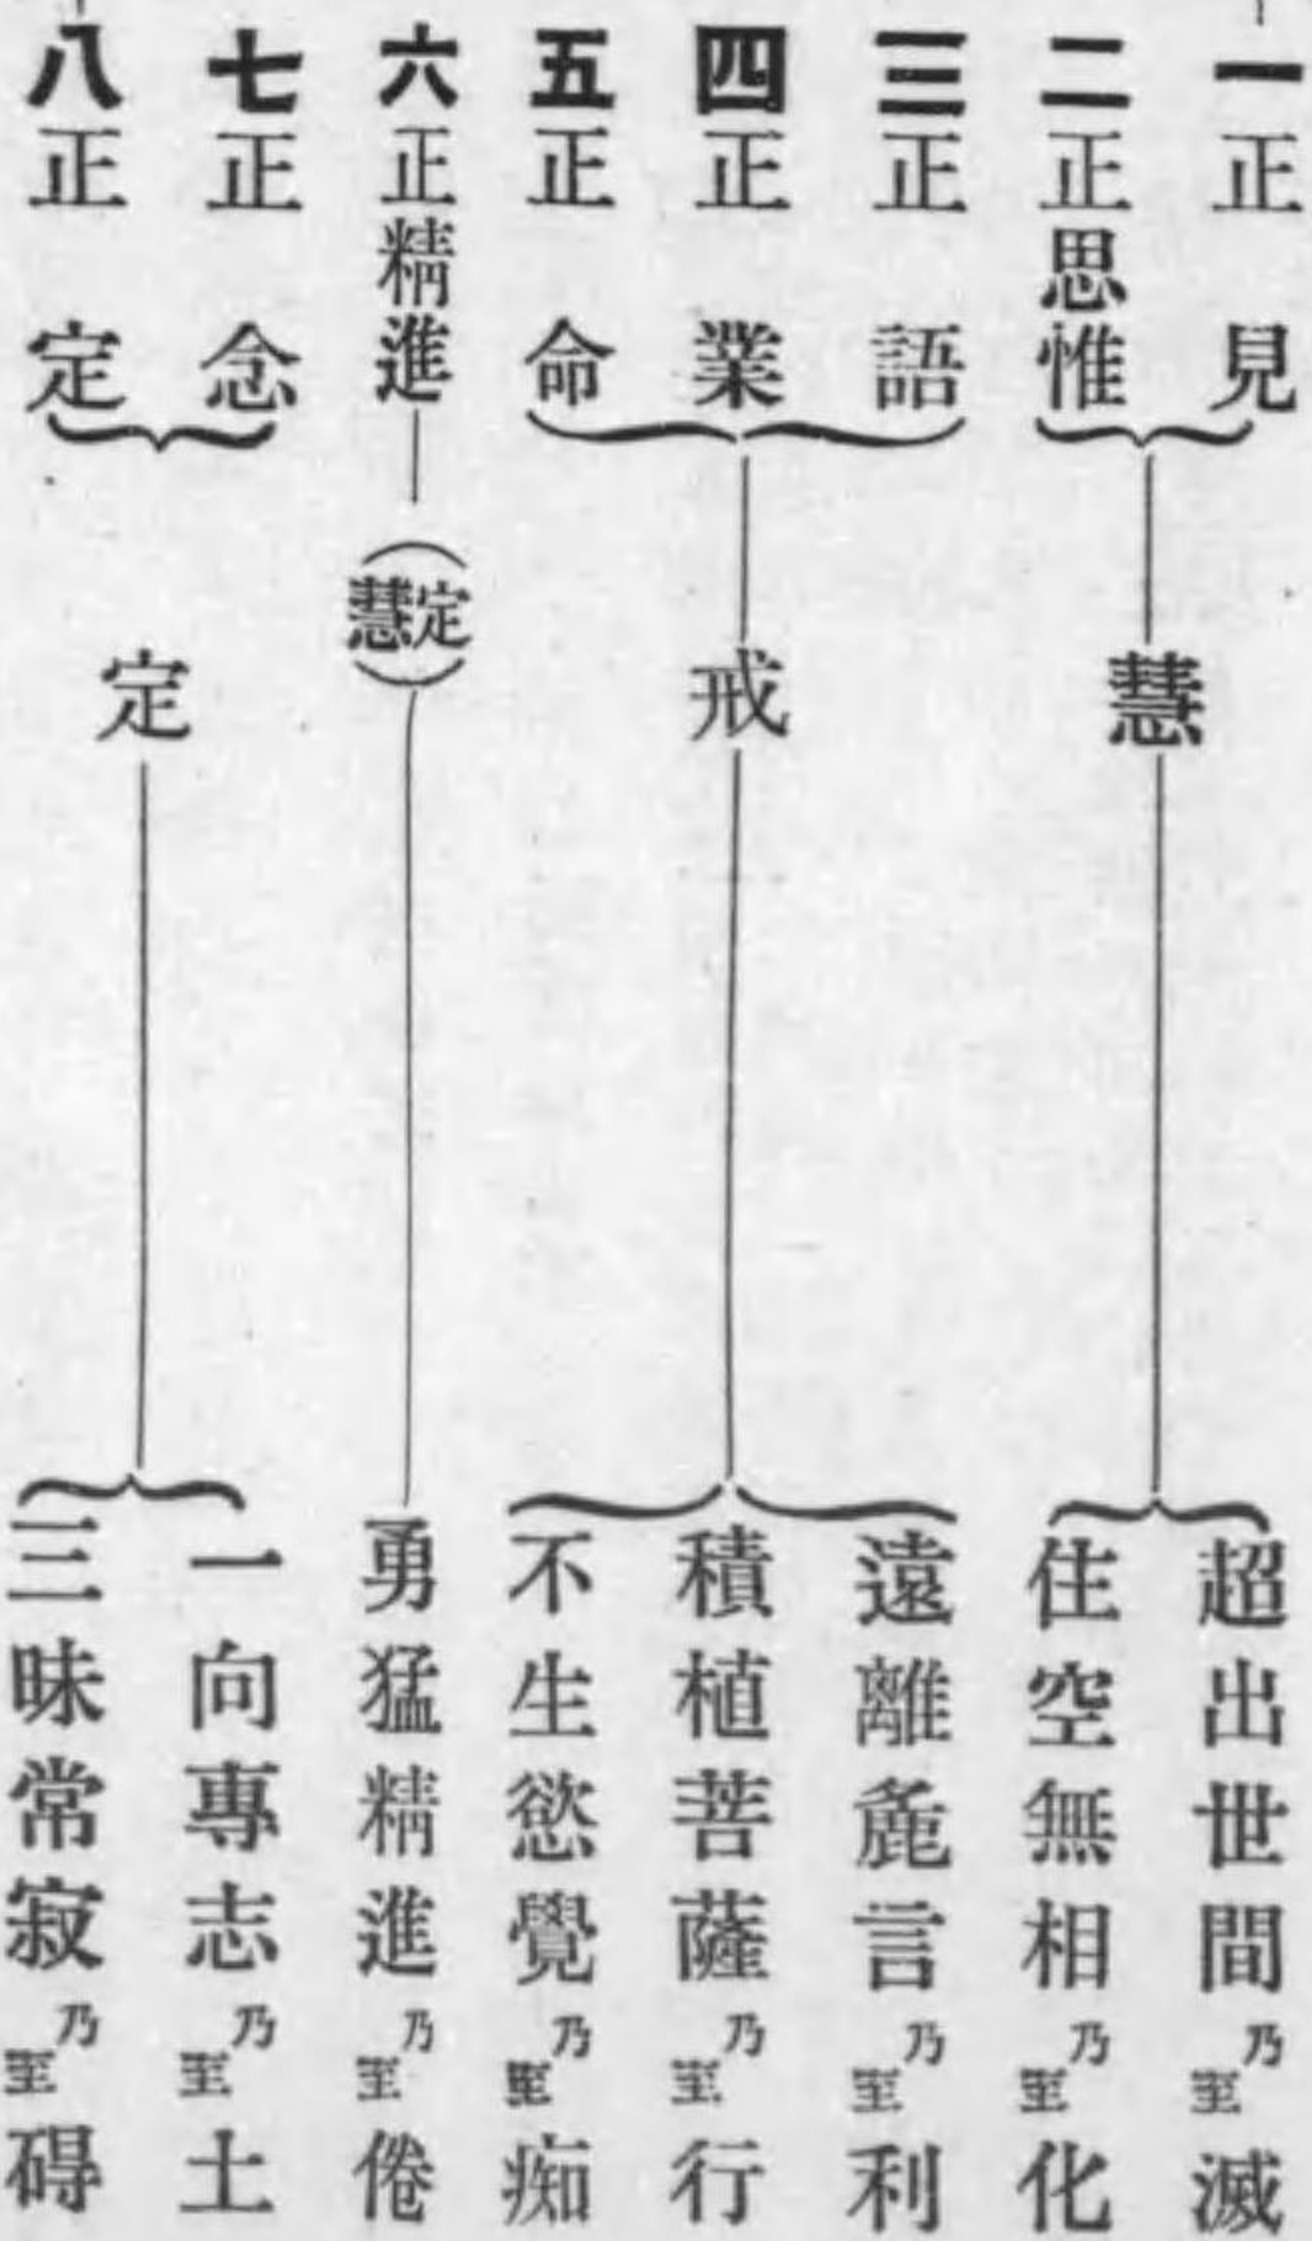 一正見
二正思惟
慧
超出世間乃至滅
住空無相乃至化
三正語
四正業
五正命
戒
遠離麁言乃至利
積植菩薩乃至行
不生慾覺乃至痴
六正精進
(定慧)
勇猛精進乃至倦
七正念
八正定
定
一向專志乃至土
三昧常寂乃至碍